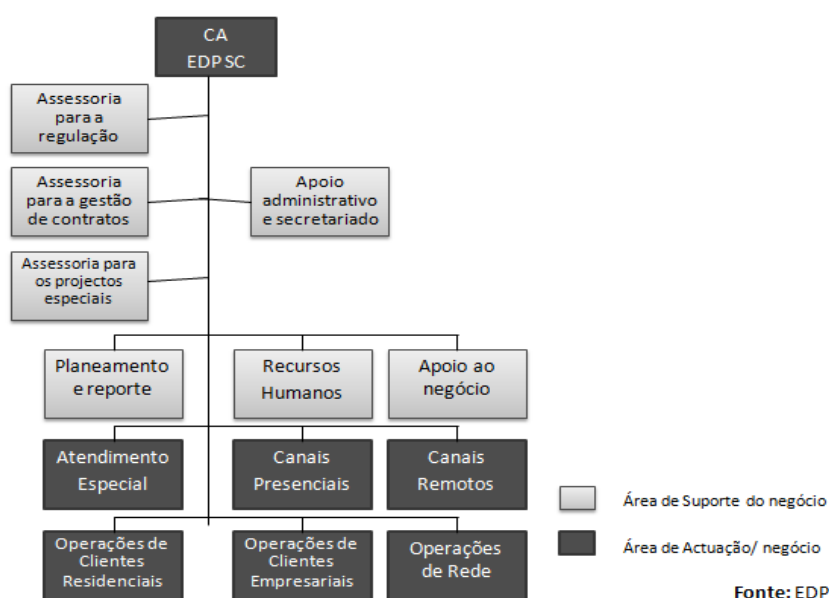 CA
EDP SC
Assessoria
para a
regulação
Assessoria
para a gestão
de contratos
Apoio
administrativo
e secretariado
Assessoria para
os projectos
especiais
Planeamento
e reporte
Recursos
Humanos
Apoio ao
negócio
Atendimento
Especial
Canais
Presenciais
Canais
Remotos
Operações de
Clientes
Residenciais
Operações de
Clientes
Empresariais
Operações
de Rede
Área de Suporte do negócio
Área de Actuação/ negócio
Fonte: EDP